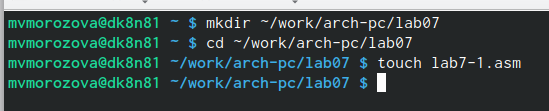 mvmorozova@dk8n81 ~ $ mkdir ~/work/arch-pc/lab07
mvmorozova@dk8n81 ~ $ cd ~/work/arch-pc/lab07
mvmorozova@dk8n81 ~/work/arch-pc/lab07 $ touch lab7-1.asm
mvmorozova@dk8n81 ~/work/arch-pc/lab07 $